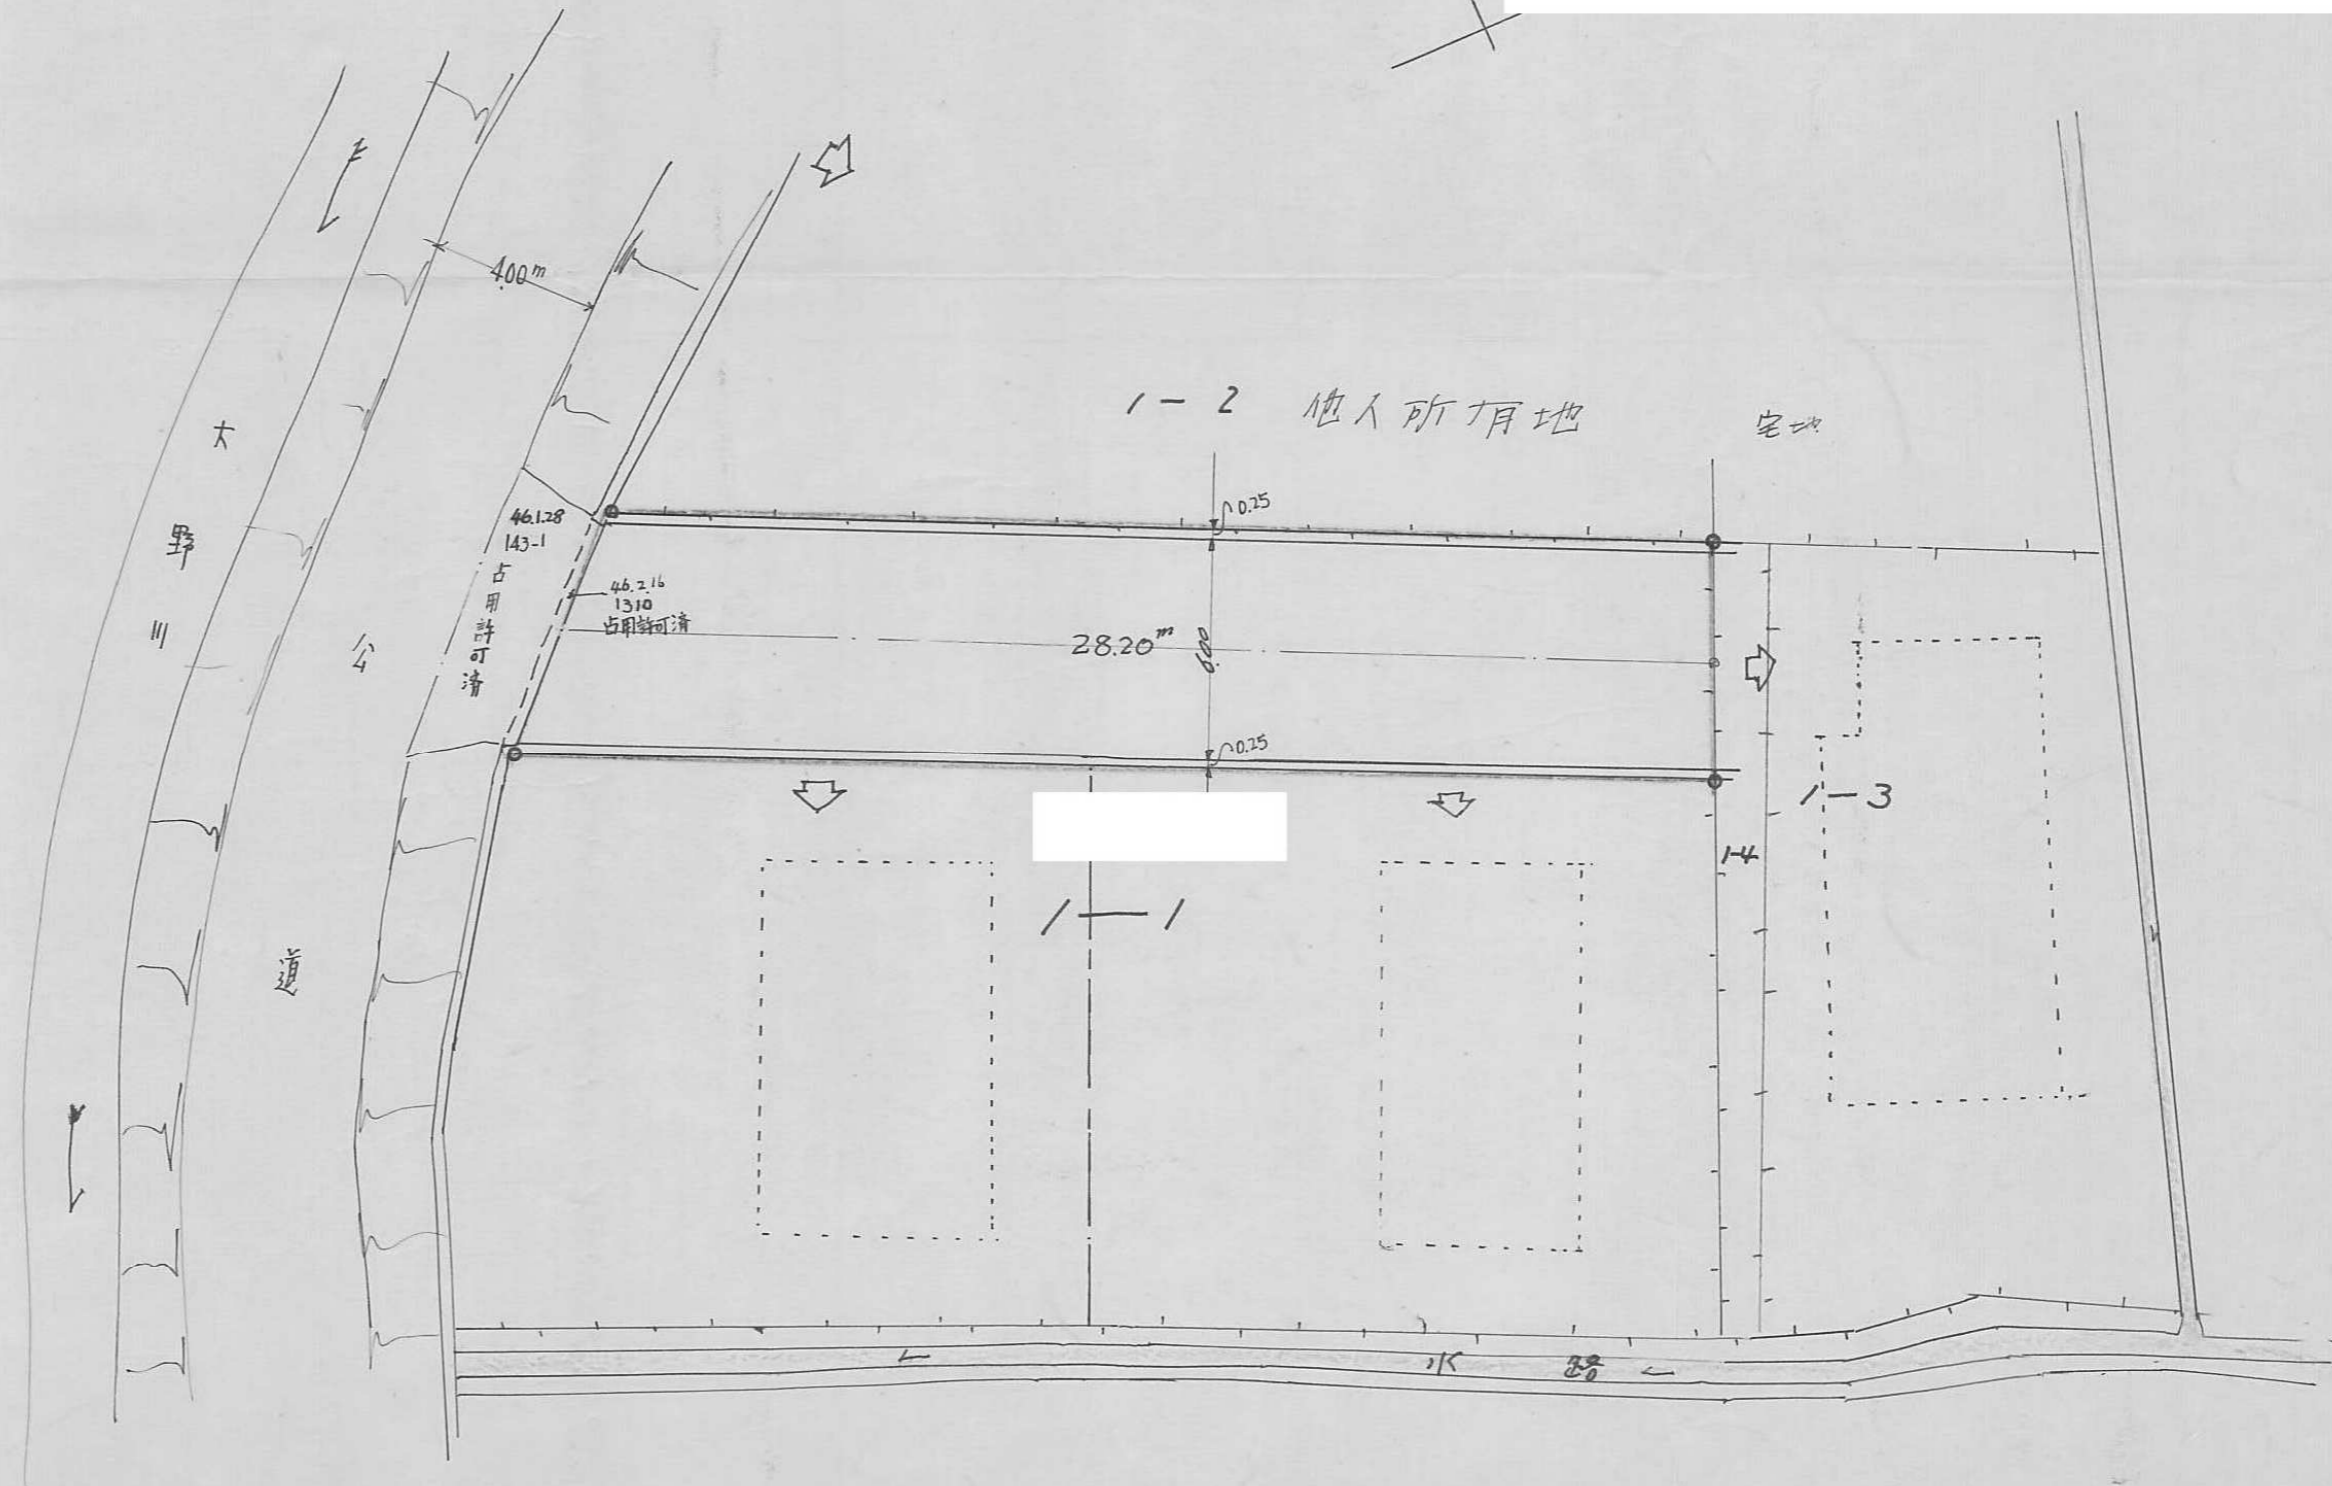 4.00m
1-2 他人所有地 宅地
大野川
公道
46.1.28
143-1
占用許可済
46.2.16
1310
占用許可済
0.25
28.20m
6.00
0.25
1-3
1-4
1-1
水路